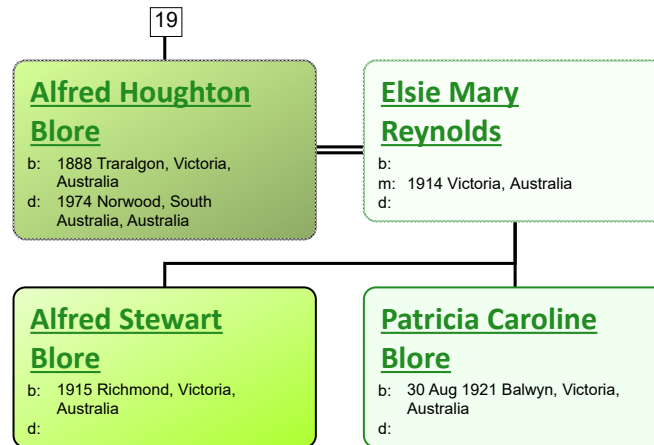 19
Alfred Houghton
Blore
b: 1888 Traralgon, Victoria,
Australia
d: 1974 Norwood, South
Australia, Australia
Elsie Mary
Reynolds
b:
m: 1914 Victoria, Australia
d:
Alfred Stewart
Blore
b: 1915 Richmond, Victoria,
Australia
d:
Patricia Caroline
Blore
b: 30 Aug 1921 Balwyn, Victoria,
Australia
d: